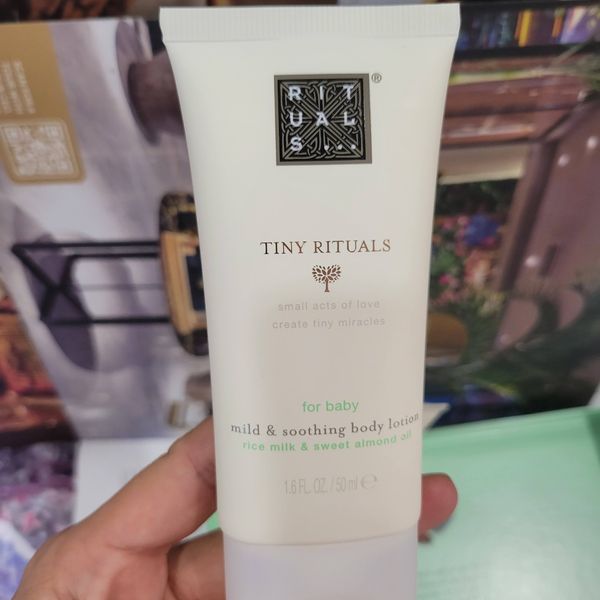 RIT
UAL
S...
®
TINY RITUALS
small acts of love
create tiny miracles
for baby
mild & soothing body lotion
rice milk & sweet almond oil
1.6 FL. OZ. / 50 ml ℮